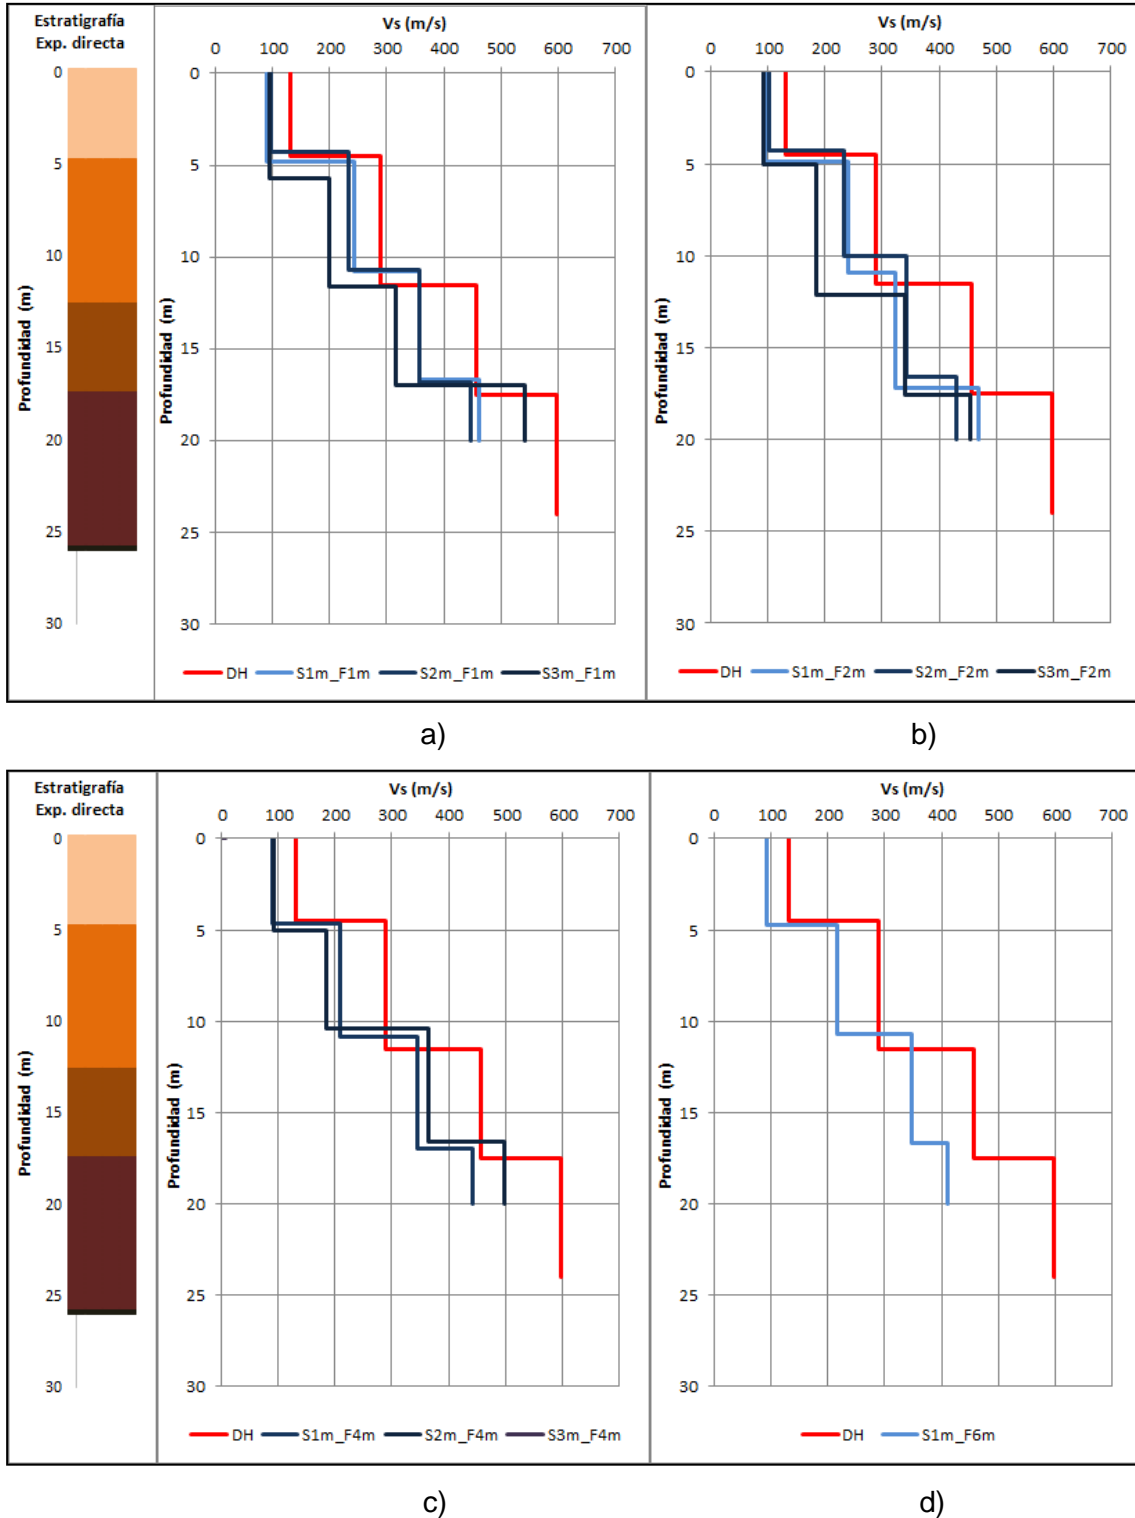 Estratigrafía
Exp. directa
Profundidad (m)
0
5
10
15
20
25
30
Vs (m/s)
0 100 200 300 400 500 600 700
Profundidad (m)
0
5
10
15
20
25
30
DH S1m_F1m S2m_F1m S3m_F1m
Vs (m/s)
0 100 200 300 400 500 600 700
Profundidad (m)
0
5
10
15
20
25
30
DH S1m_F2m S2m_F2m S3m_F2m
a) b)
Estratigrafía
Exp. directa
Profundidad (m)
0
5
10
15
20
25
30
Vs (m/s)
0 100 200 300 400 500 600 700
Profundidad (m)
0
5
10
15
20
25
30
DH S1m_F4m S2m_F4m S3m_F4m
Vs (m/s)
0 100 200 300 400 500 600 700
Profundidad (m)
0
5
10
15
20
25
30
DH S1m_F6m
c) d)